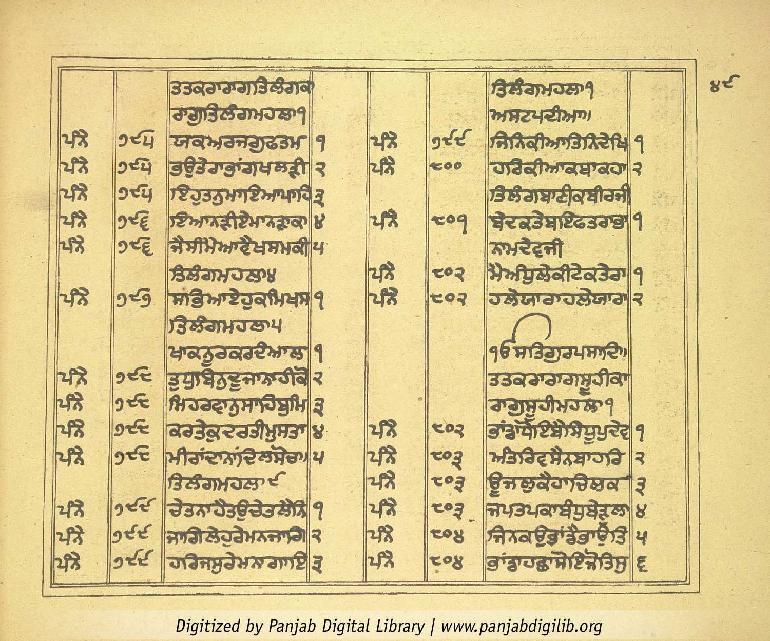 ੪੯
ਤਤਕਰਾਰਾਗਤਿਲੰਗਕਾ
ਰਾਗੁਤਿਲੰਗਮਹਲਾ੧
ਪੰਨੇ ੭੯੫ ਯਕਅਰਜਗੁਫਤਮ ੧
ਪੰਨੇ ੭੯੫ ਭਉਤੇਰਾਭਾਂਗਖਲੜੀ ੨
ਪੰਨੇ ੭੯੫ ਇਹੁਤਨੁਮਾਇਆਪਾਹਿ ੩
ਪੰਨੇ ੭੯੬ ਇਆਨੜੀਏਮਾਨੜਾਕਾ ੪
ਪੰਨੇ ੭੯੬ ਜੈਸੀਮੈਆਵੈਖਸਮਕੀ ੫
ਤਿਲੰਗਮਹਲਾ੪
ਪੰਨੇ ੭੯੭ ਸਭਿਆਏਹੁਕਮਿਖਸ ੧
ਤਿਲੰਗਮਹਲਾ੫
ਖਾਕਨੂਰਕਰਦੰਆਲ ੧
ਪੰਨੇ ੭੯੮ ਤੁਧੁਬਿਨੁਦੂਜਾਨਾਹੀਕੋ ੨
ਪੰਨੇ ੭੯੮ ਮਿਹਰਵਾਨੁਸਾਹਿਬੁਮਿ ੩
ਪੰਨੇ ੭੯੮ ਕਰਤੇਕੁਦਰਤੀਮੁਸਤਾ ੪
ਪੰਨੇ ੭੯੮ ਮੀਰਾਂਦਾਨਾਂਦਿਲਸੋਚ ੫
ਤਿਲੰਗਮਹਲਾ੯
ਪੰਨੇ ੭੯੯ ਚੇਤਨਾਹੈਤਉਚੇਤਲੈਨਿ ੧
ਪੰਨੇ ੭੯੯ ਜਾਗਿਲੇਹੁਰੇਮਨਜਾਗਿ ੨
ਪੰਨੇ ੭੯੯ ਹਰਿਜਸੁਰੇਮਨਾਗਾਇ ੩
ਤਿਲੰਗਮਹਲਾ੧
ਅਸਟਪਦੀਆ॥
ਪੰਨੇ ੭੯੯ ਜਿਨਿਕੀਆਤਿਨਿਦੇਖਿ ੧
ਪੰਨੇ ੮੦੦ ਹਰਿਕੀਆਕਥਾਕਹਾ ੨
ਤਿਲੰਗਬਾਣੀਕਬੀਰਜੀ
ਪੰਨੇ ੮੦੧ ਬੇਦਕਤੇਬਇਫਤਰਾਭਾ ੧
ਨਾਮਦੇਵਜੀ
ਪੰਨੇ ੮੦੨ ਮੈਅੰਧੁਲੇਕੀਟੇਕਤੇਰਾ ੧
ਪੰਨੇ ੮੦੨ ਹਲੇਯਾਰਾਹਲੇਯਾਰਾ ੨
ੴਸਤਿਗੁਰਪ੍ਰਸਾਦਿ॥
ਤਤਕਰਾਰਾਗਸੂਹੀਕਾ
ਰਾਗੁਸੂਹੀਮਹਲਾ੧
ਪੰਨੇ ੮੦੨ ਭਾਂਡਾਧੋਇਬੈਸਿਧੂਪੁਦੇਵ ੧
ਪੰਨੇ ੮੦੩ ਅੰਤਰਿਵਸੈਨਬਾਹਰਿ ੨
ਪੰਨੇ ੮੦੩ ਊਜਲੁਕੈਹਾਚਿਲਕ ੩
ਪੰਨੇ ੮੦੩ ਜਪਤਪਕਾਬੰਧੁਬੇੜੁਲਾ ੪
ਪੰਨੇ ੮੦੪ ਜਿਨਕਉਭਾਂਡੈਭਾਉਤਿ ੫
ਪੰਨੇ ੮੦੪ ਭਾਂਡਾਹਛਾਸੋਇਜੋਤਿਸੁ ੬
Digitized by Panjab Digital Library | www.panjabdigilib.org